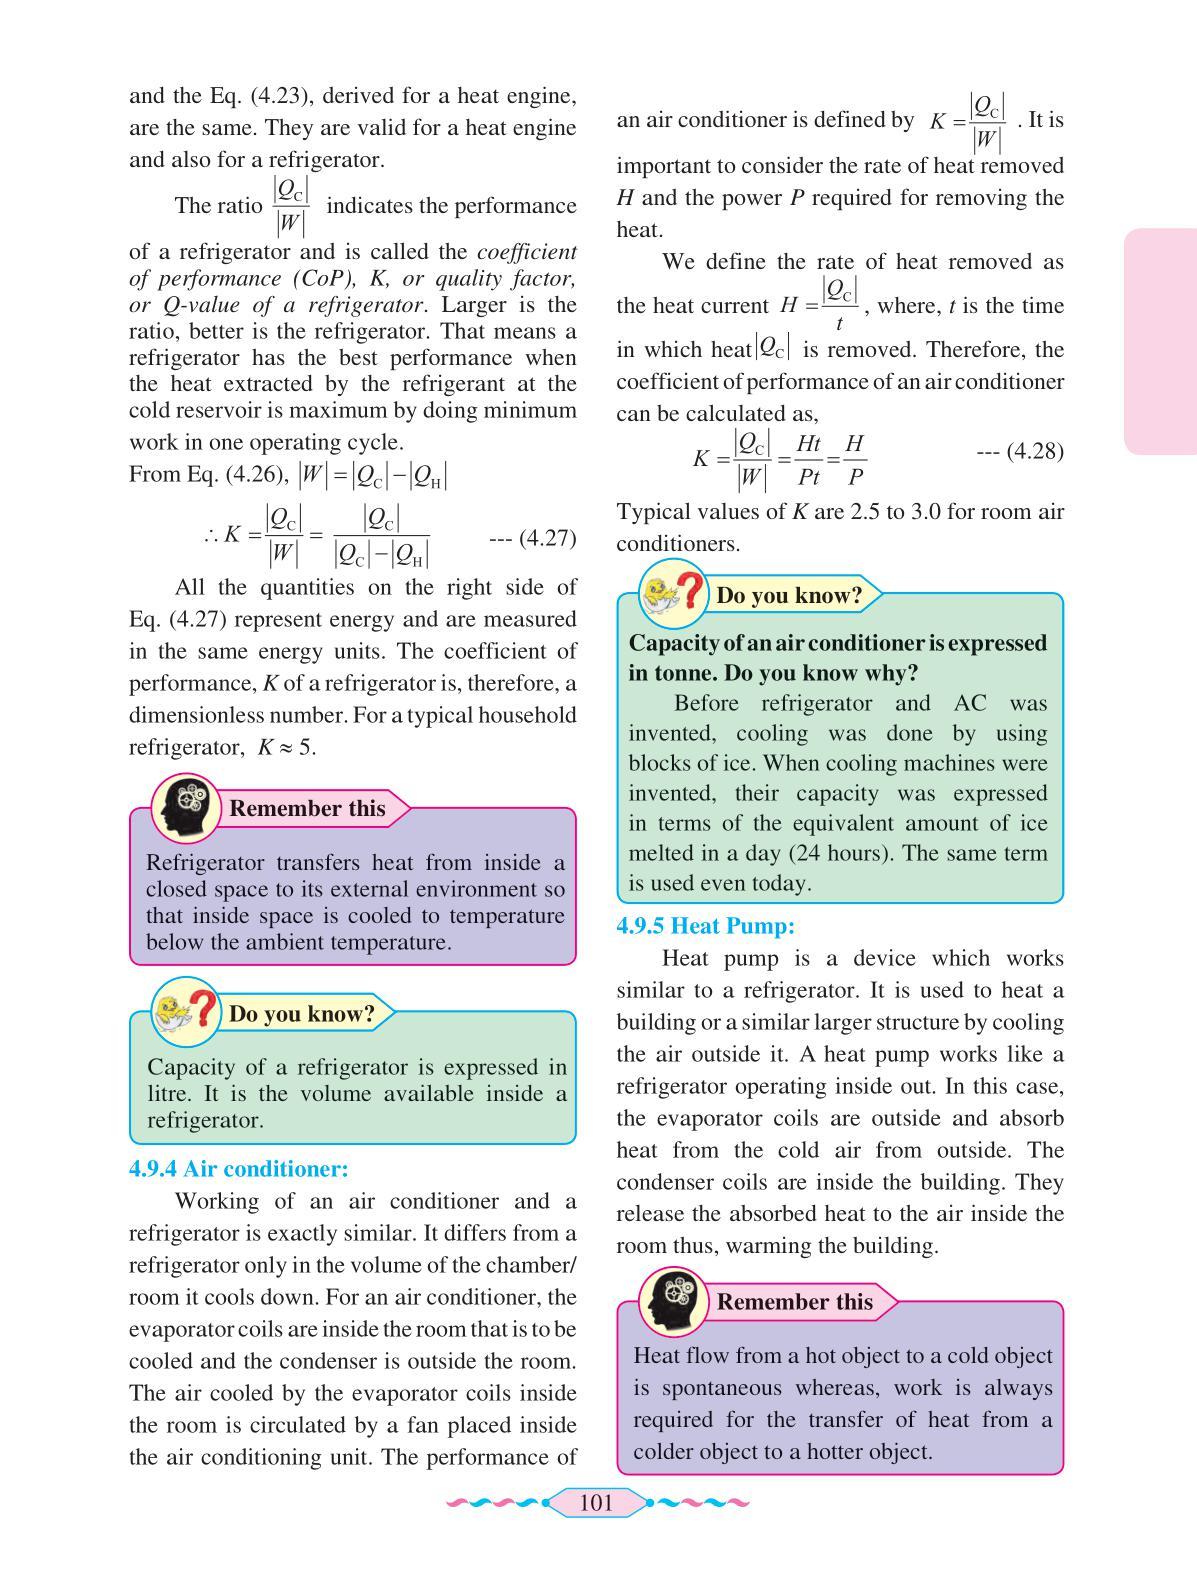 and the Eq. (4.23), derived for a heat engine,
are the same. They are valid for a heat engine
and also for a refrigerator.
The ratio |Q_C|/|W| indicates the performance
of a refrigerator and is called the coefficient
of performance (CoP), K, or quality factor,
or Q-value of a refrigerator. Larger is the
ratio, better is the refrigerator. That means a
refrigerator has the best performance when
the heat extracted by the refrigerant at the
cold reservoir is maximum by doing minimum
work in one operating cycle.
From Eq. (4.26), |W| = |Q_C| − |Q_H|
∴ K = |Q_C|/|W| = |Q_C|/(|Q_C| − |Q_H|) --- (4.27)
All the quantities on the right side of
Eq. (4.27) represent energy and are measured
in the same energy units. The coefficient of
performance, K of a refrigerator is, therefore, a
dimensionless number. For a typical household
refrigerator, K ≈ 5.
Remember this
Refrigerator transfers heat from inside a
closed space to its external environment so
that inside space is cooled to temperature
below the ambient temperature.
Do you know?
Capacity of a refrigerator is expressed in
litre. It is the volume available inside a
refrigerator.
4.9.4 Air conditioner:
Working of an air conditioner and a
refrigerator is exactly similar. It differs from a
refrigerator only in the volume of the chamber/
room it cools down. For an air conditioner, the
evaporator coils are inside the room that is to be
cooled and the condenser is outside the room.
The air cooled by the evaporator coils inside
the room is circulated by a fan placed inside
the air conditioning unit. The performance of
an air conditioner is defined by K = |Q_C|/|W| . It is
important to consider the rate of heat removed
H and the power P required for removing the
heat.
We define the rate of heat removed as
the heat current H = |Q_C|/t , where, t is the time
in which heat |Q_C| is removed. Therefore, the
coefficient of performance of an air conditioner
can be calculated as,
K = |Q_C|/|W| = Ht/Pt = H/P --- (4.28)
Typical values of K are 2.5 to 3.0 for room air
conditioners.
Do you know?
Capacity of an air conditioner is expressed
in tonne. Do you know why?
Before refrigerator and AC was
invented, cooling was done by using
blocks of ice. When cooling machines were
invented, their capacity was expressed
in terms of the equivalent amount of ice
melted in a day (24 hours). The same term
is used even today.
4.9.5 Heat Pump:
Heat pump is a device which works
similar to a refrigerator. It is used to heat a
building or a similar larger structure by cooling
the air outside it. A heat pump works like a
refrigerator operating inside out. In this case,
the evaporator coils are outside and absorb
heat from the cold air from outside. The
condenser coils are inside the building. They
release the absorbed heat to the air inside the
room thus, warming the building.
Remember this
Heat flow from a hot object to a cold object
is spontaneous whereas, work is always
required for the transfer of heat from a
colder object to a hotter object.
101